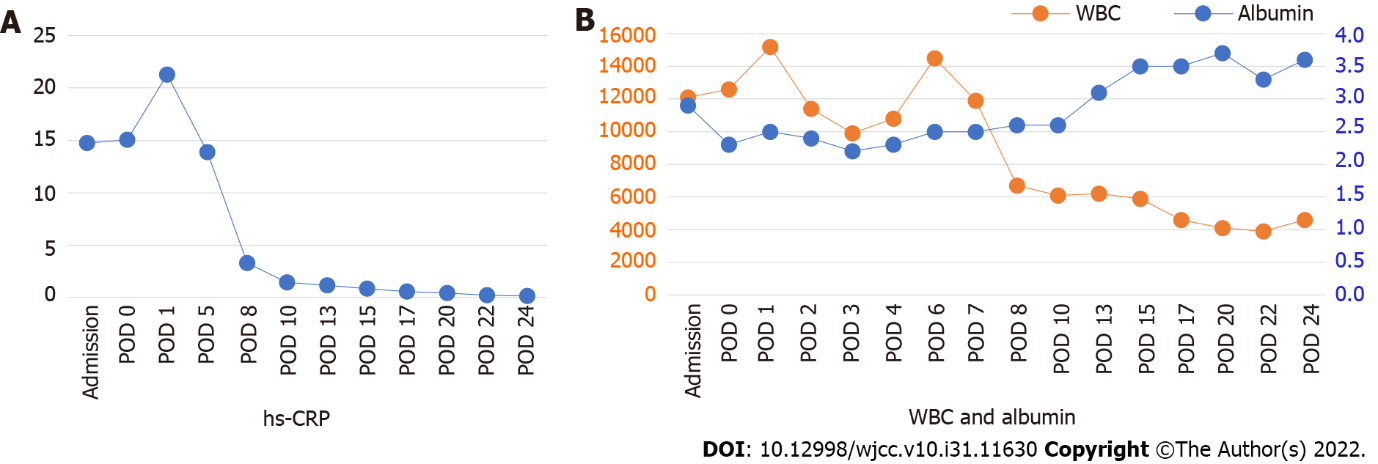 A
25
20
15
10
5
0
Admission
POD 0
POD 1
POD 5
POD 8
POD 10
POD 13
POD 15
POD 17
POD 20
POD 22
POD 24
hs-CRP
B
WBC
Albumin
16000
14000
12000
10000
8000
6000
4000
2000
0
4.0
3.5
3.0
2.5
2.0
1.5
1.0
0.5
0.0
Admission
POD 0
POD 1
POD 2
POD 3
POD 4
POD 6
POD 7
POD 8
POD 10
POD 13
POD 15
POD 17
POD 20
POD 22
POD 24
WBC and albumin
DOI: 10.12998/wjcc.v10.i31.11630 Copyright ©The Author(s) 2022.